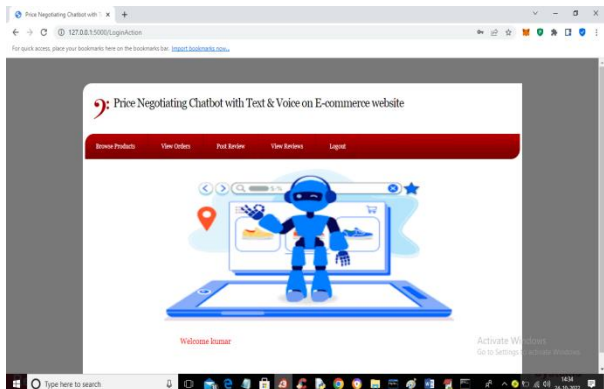 Price Negotiating Chatbot with T
127.0.0.1:5000/LoginAction
For quick access, place your bookmarks here on the bookmarks bar. Import bookmarks now...
Price Negotiating Chatbot with Text & Voice on E-commerce website
Browse Products View Orders Post Review View Reviews Logout
Welcome kumar
Activate Windows
Go to Settings to activate Windows.
Type here to search
14:34